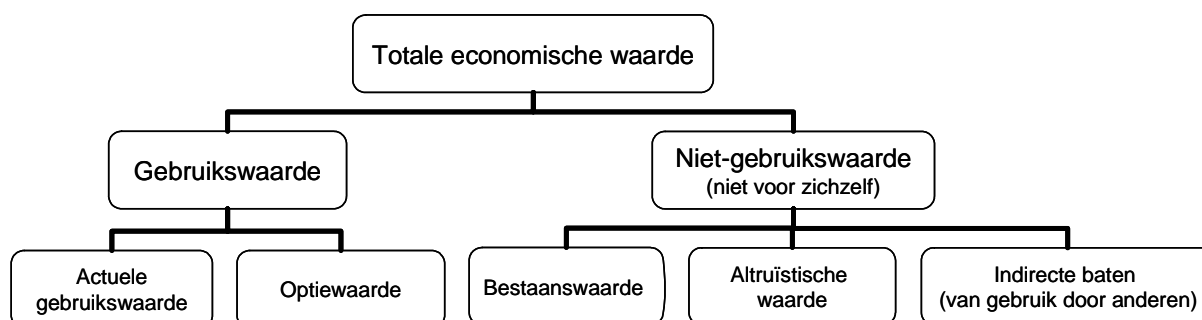 Totale economische waarde
Gebruikswaarde
Niet-gebruikswaarde
(niet voor zichzelf)
Actuele
gebruikswaarde
Optiewaarde
Bestaanswaarde
Altruïstische
waarde
Indirecte baten
(van gebruik door anderen)